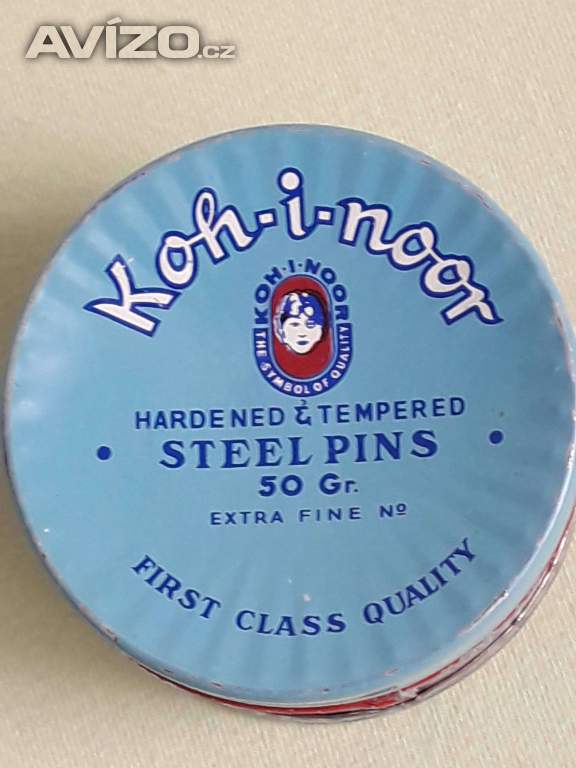 AVÍZO.cz
Koh-i-noor
KOH-I-NOOR
THE SYMBOL OF QUALITY
HARDENED & TEMPERED
• STEEL PINS •
50 Gr.
EXTRA FINE Nº
FIRST CLASS QUALITY